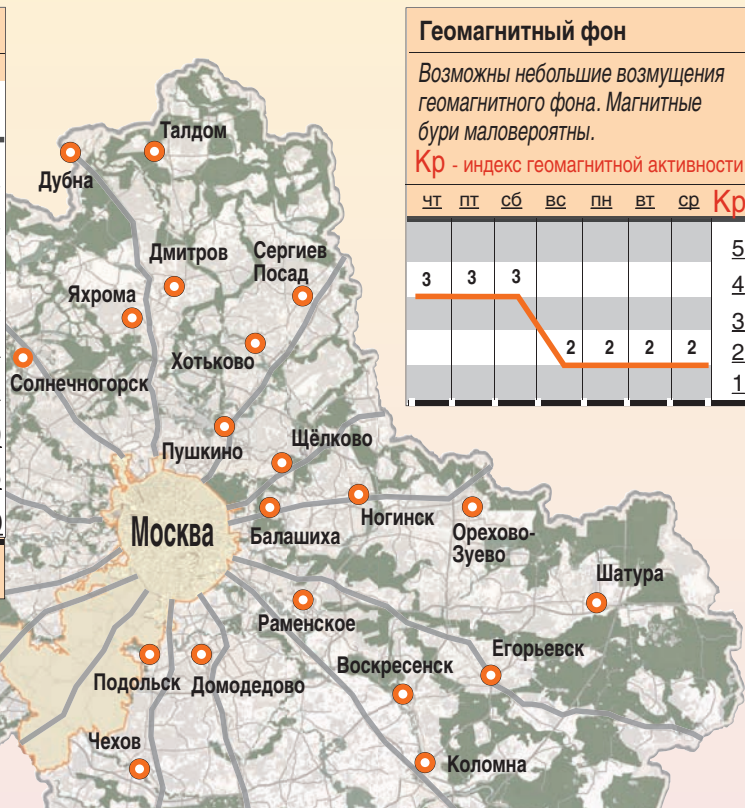 Геомагнитный фон
Возможны небольшие возмущения
геомагнитного фона. Магнитные
бури маловероятны.
Кр - индекс геомагнитной активности
чт пт сб вс пн вт ср Кр
5
3 3 3 4
3
2 2 2 2 2
1
Талдом
Дубна
Дмитров
Сергиев
Посад
Яхрома
Хотьково
Солнечногорск
Пушкино
Щёлково
Москва
Балашиха
Ногинск
Орехово-
Зуево
Шатура
Раменское
Воскресенск
Егорьевск
Подольск
Домодедово
Чехов
Коломна